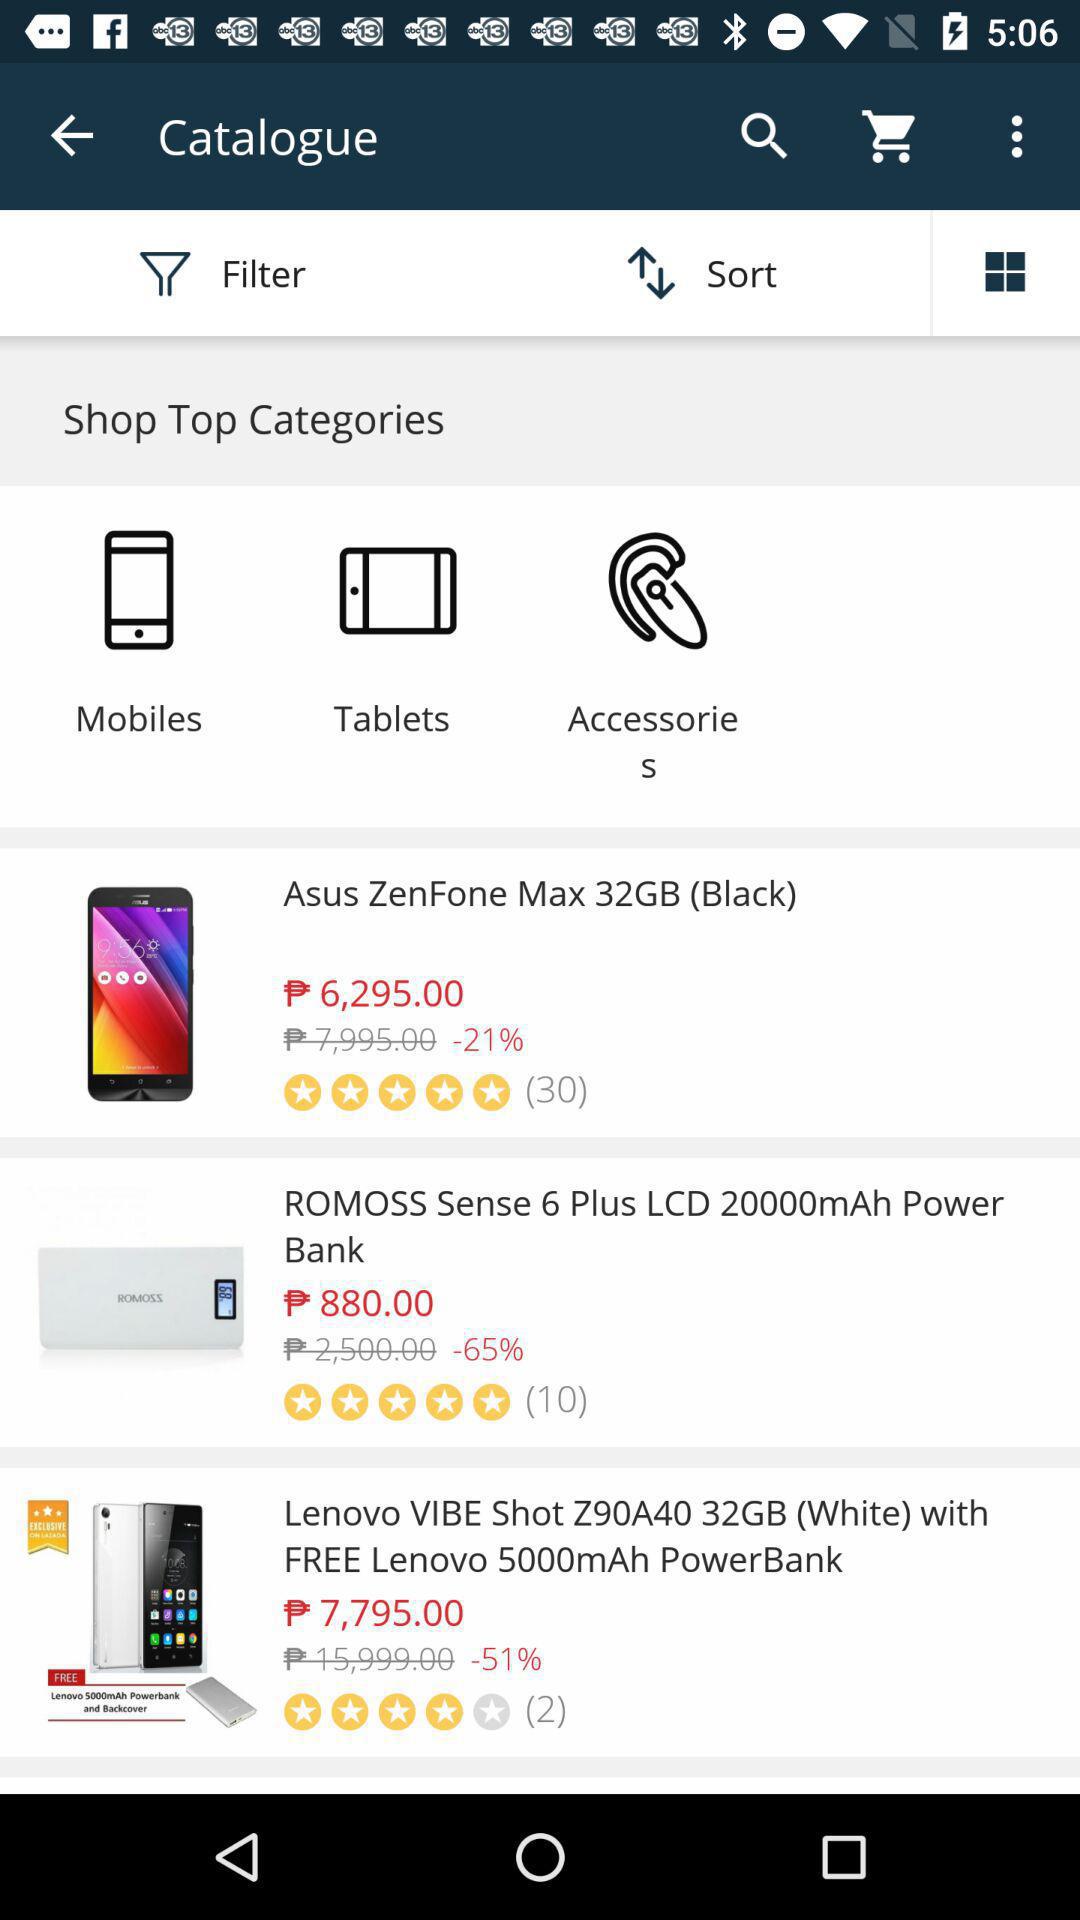 5:06
Catalogue
Filter
Sort
Shop Top Categories
Mobiles
Tablets
Accessorie
s
Asus ZenFone Max 32GB (Black)
₱ 6,295.00
₱ 7,995.00 -21%
(30)
ROMOSS
ROMOSS Sense 6 Plus LCD 20000mAh Power
Bank
₱ 880.00
₱ 2,500.00 -65%
(10)
EXCLUSIVE
ON LAZADA
FREE
Lenovo 5000mAh Powerbank
and Backcover
Lenovo VIBE Shot Z90A40 32GB (White) with
FREE Lenovo 5000mAh PowerBank
₱ 7,795.00
₱ 15,999.00 -51%
(2)